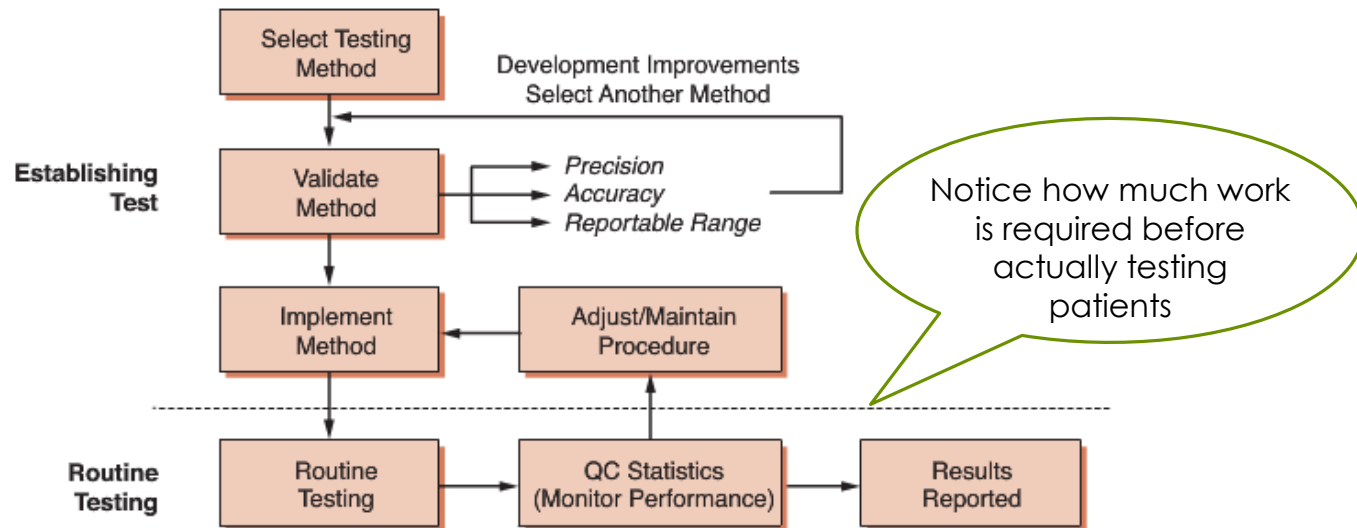 Select Testing
Method
Development Improvements
Select Another Method
Establishing
Test
Validate
Method
Precision
Accuracy
Reportable Range
Notice how much work
is required before
actually testing
patients
Implement
Method
Adjust/Maintain
Procedure
Routine
Testing
Routine
Testing
QC Statistics
(Monitor Performance)
Results
Reported